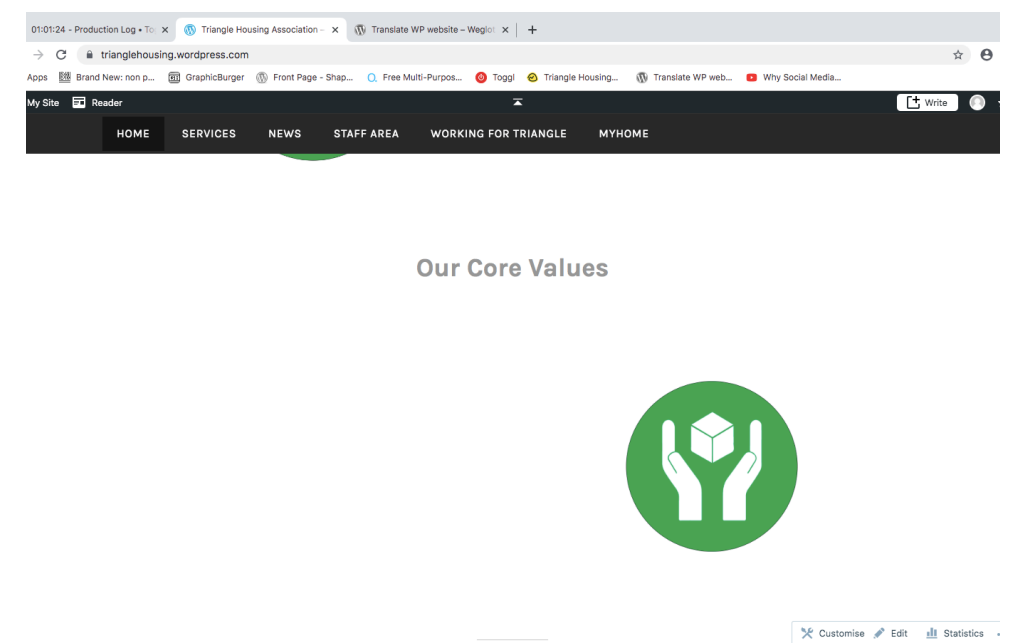 01:01:24 - Production Log • To
Triangle Housing Association –
Translate WP website – Weglot
trianglehousing.wordpress.com
Apps
Brand New: non p...
GraphicBurger
Front Page - Shap...
Free Multi-Purpos...
Toggl
Triangle Housing...
Translate WP web...
Why Social Media...
My Site
Reader
Write
HOME
SERVICES
NEWS
STAFF AREA
WORKING FOR TRIANGLE
MYHOME
Our Core Values
Customise
Edit
Statistics